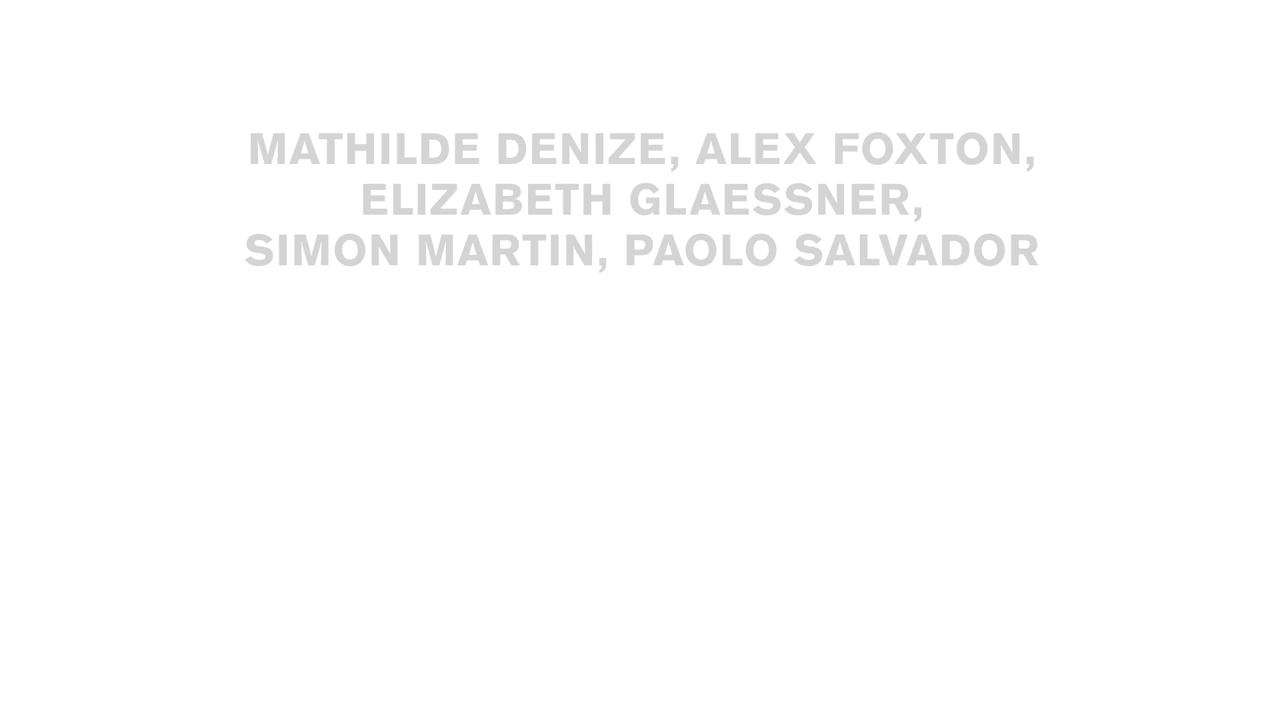 MATHILDE DENIZE, ALEX FOXTON,
ELIZABETH GLAESSNER,
SIMON MARTIN, PAOLO SALVADOR